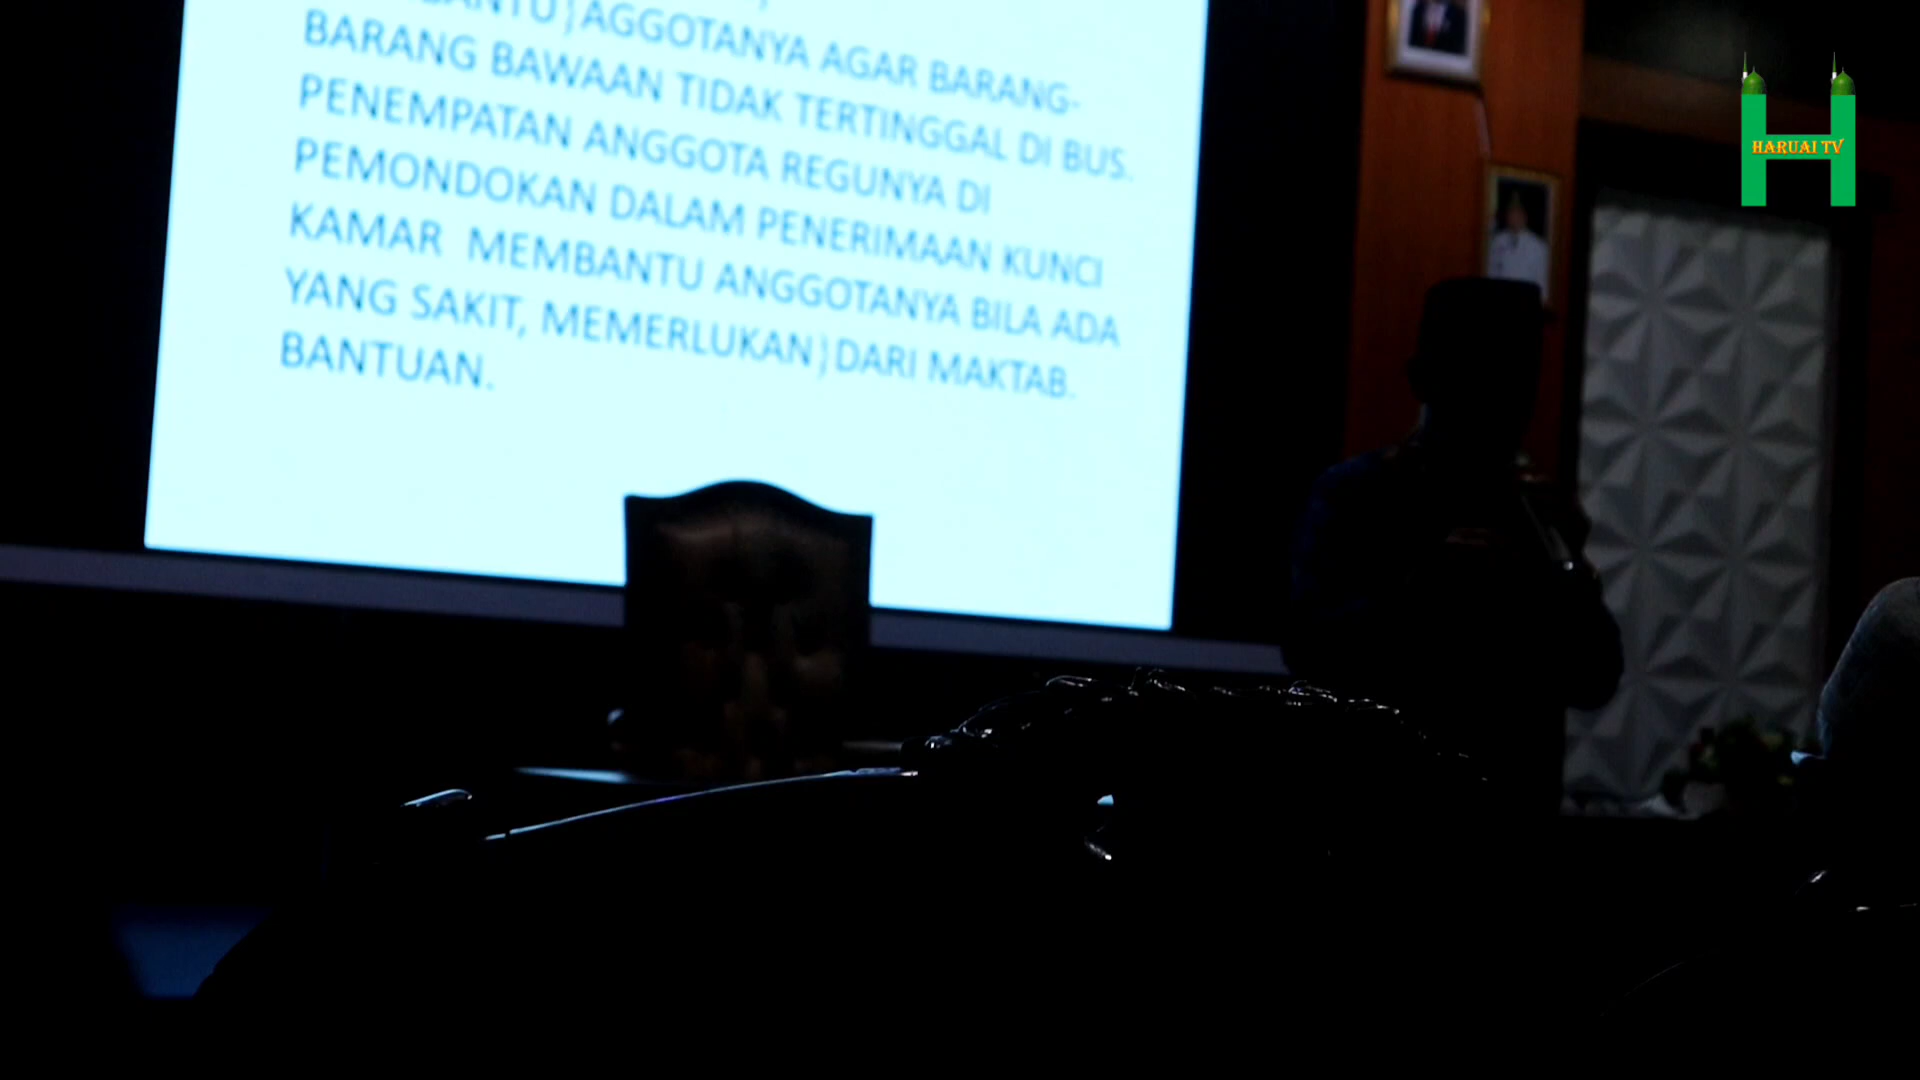 AGGOTANYA AGAR BARANG-
BARANG BAWAAN TIDAK TERTINGGAL DI BUS.
PENEMPATAN ANGGOTA REGUNYA DI
PEMONDOKAN DALAM PENERIMAAN KUNCI
KAMAR MEMBANTU ANGGOTANYA BILA ADA
YANG SAKIT, MEMERLUKAN}DARI MAKTAB.
BANTUAN.
HARUAI TV